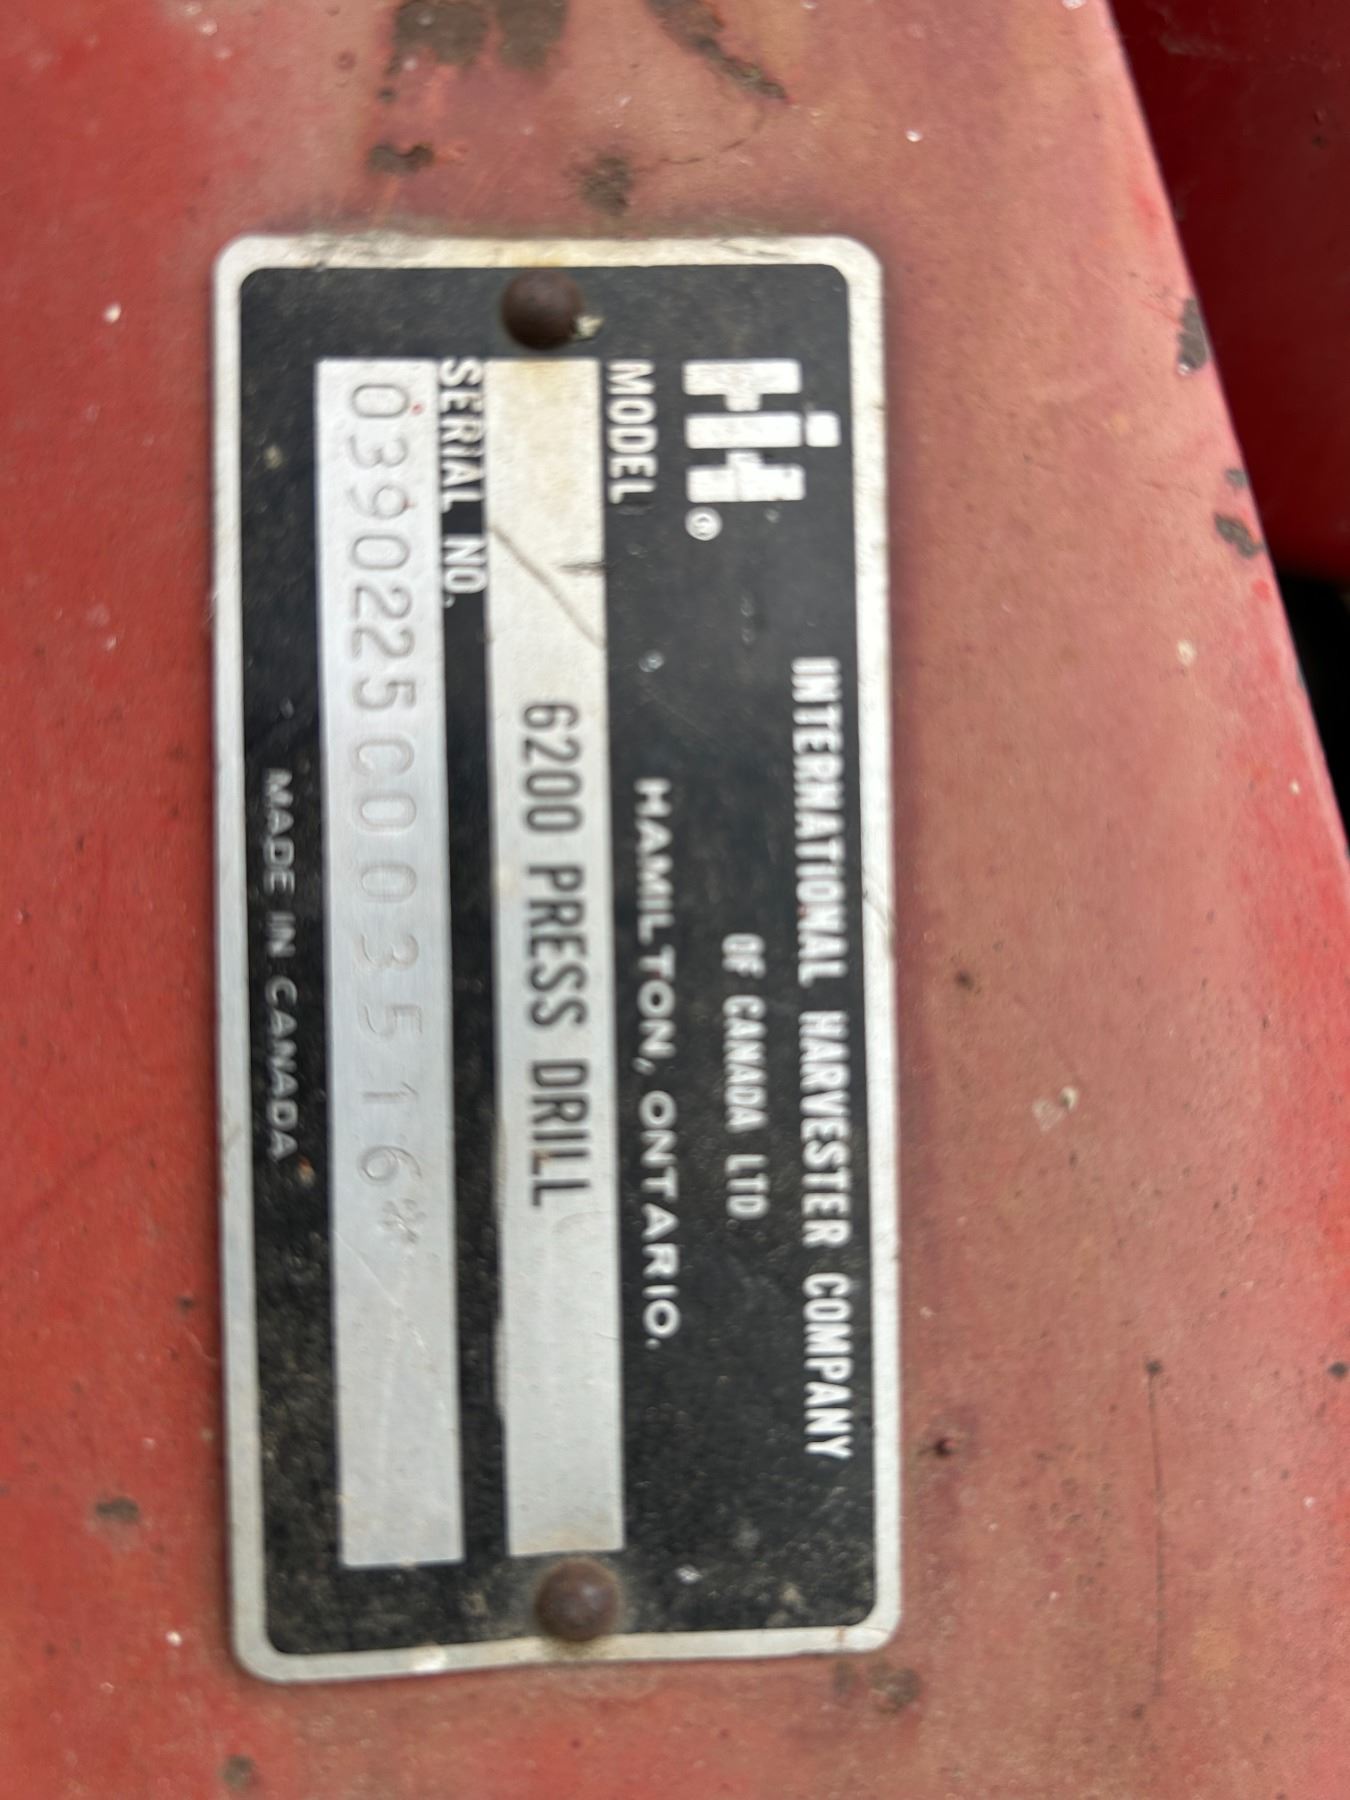 IH®
INTERNATIONAL HARVESTER COMPANY
OF CANADA LTD
HAMILTON, ONTARIO.
MODEL
6200 PRESS DRILL
SERIAL NO.
0390225C003516**
MADE IN CANADA